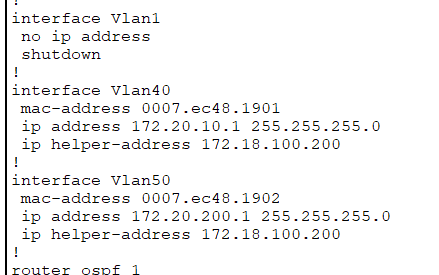 !
interface Vlan1
 no ip address
 shutdown
!
interface Vlan40
 mac-address 0007.ec48.1901
 ip address 172.20.10.1 255.255.255.0
 ip helper-address 172.18.100.200
!
interface Vlan50
 mac-address 0007.ec48.1902
 ip address 172.20.200.1 255.255.255.0
 ip helper-address 172.18.100.200
!
router ospf 1